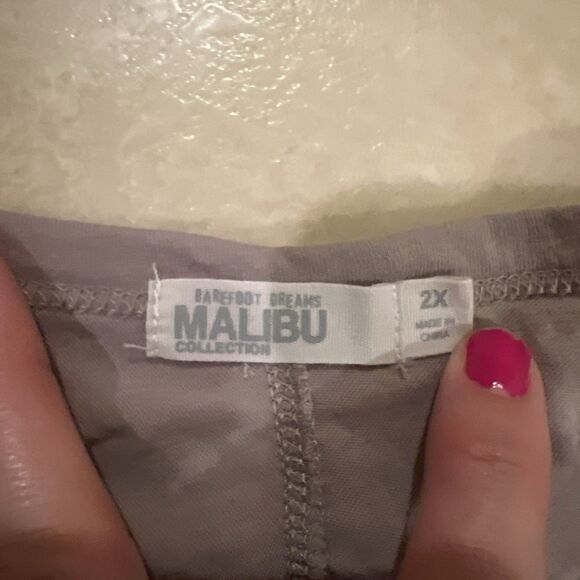 BAREFOOT DREAMS
MALIBU
COLLECTION
2X
MADE IN
CHINA